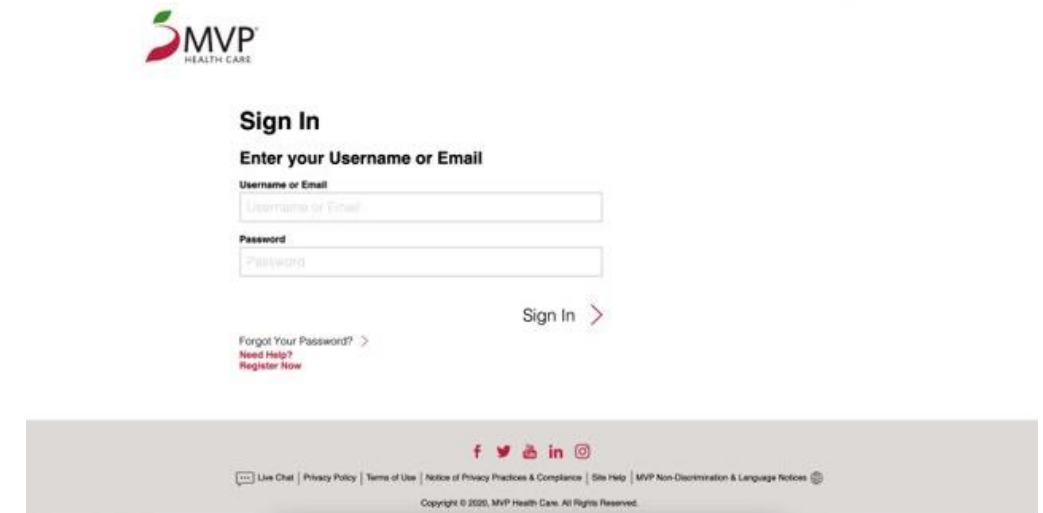 MVP
HEALTH CARE
Sign In
Enter your Username or Email
Username or Email
Username or Email
Password
Password
Sign In
Forgot Your Password?
Need Help?
Register Now
Live Chat | Privacy Policy | Terms of Use | Notice of Privacy Practices & Compliance | Site Help | MVP Non-Discrimination & Language Notices
Copyright © 2020, MVP Health Care. All Rights Reserved.